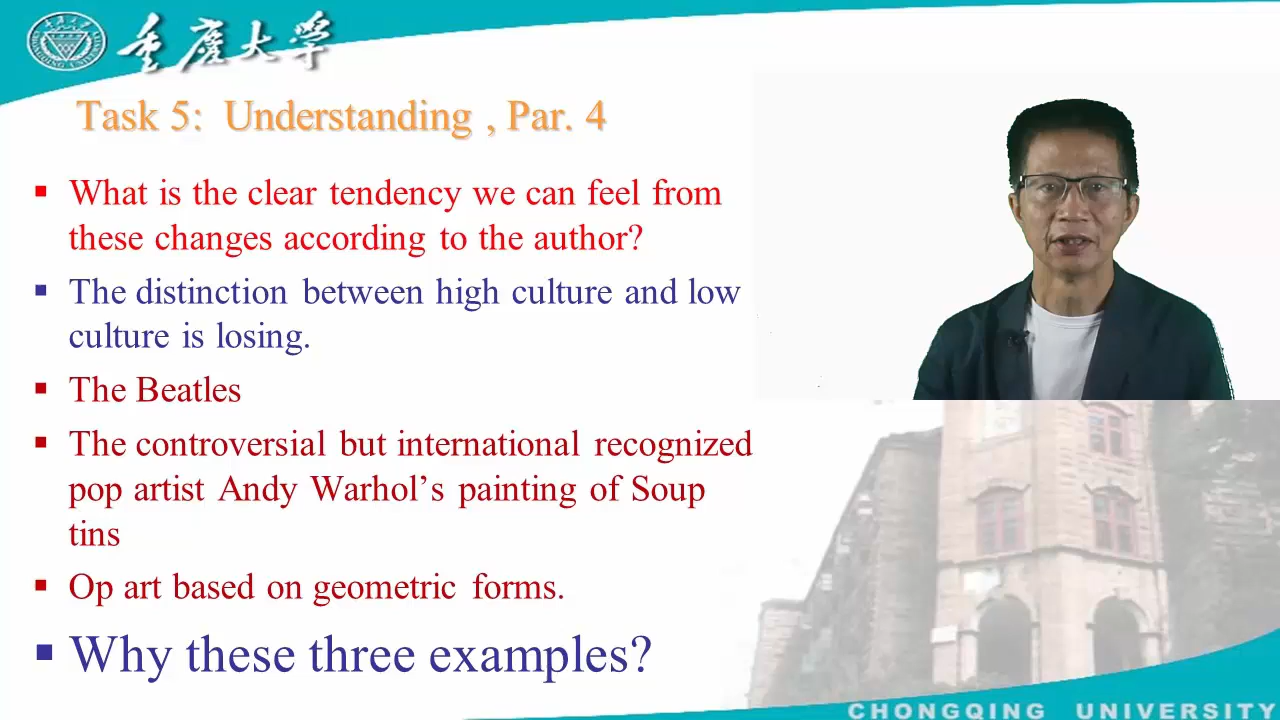 重庆大学
Task 5: Understanding , Par. 4
▪ What is the clear tendency we can feel from
these changes according to the author?
▪ The distinction between high culture and low
culture is losing.
▪ The Beatles
▪ The controversial but international recognized
pop artist Andy Warhol’s painting of Soup
tins
▪ Op art based on geometric forms.
▪ Why these three examples?
CHONGQING UNIVERSITY